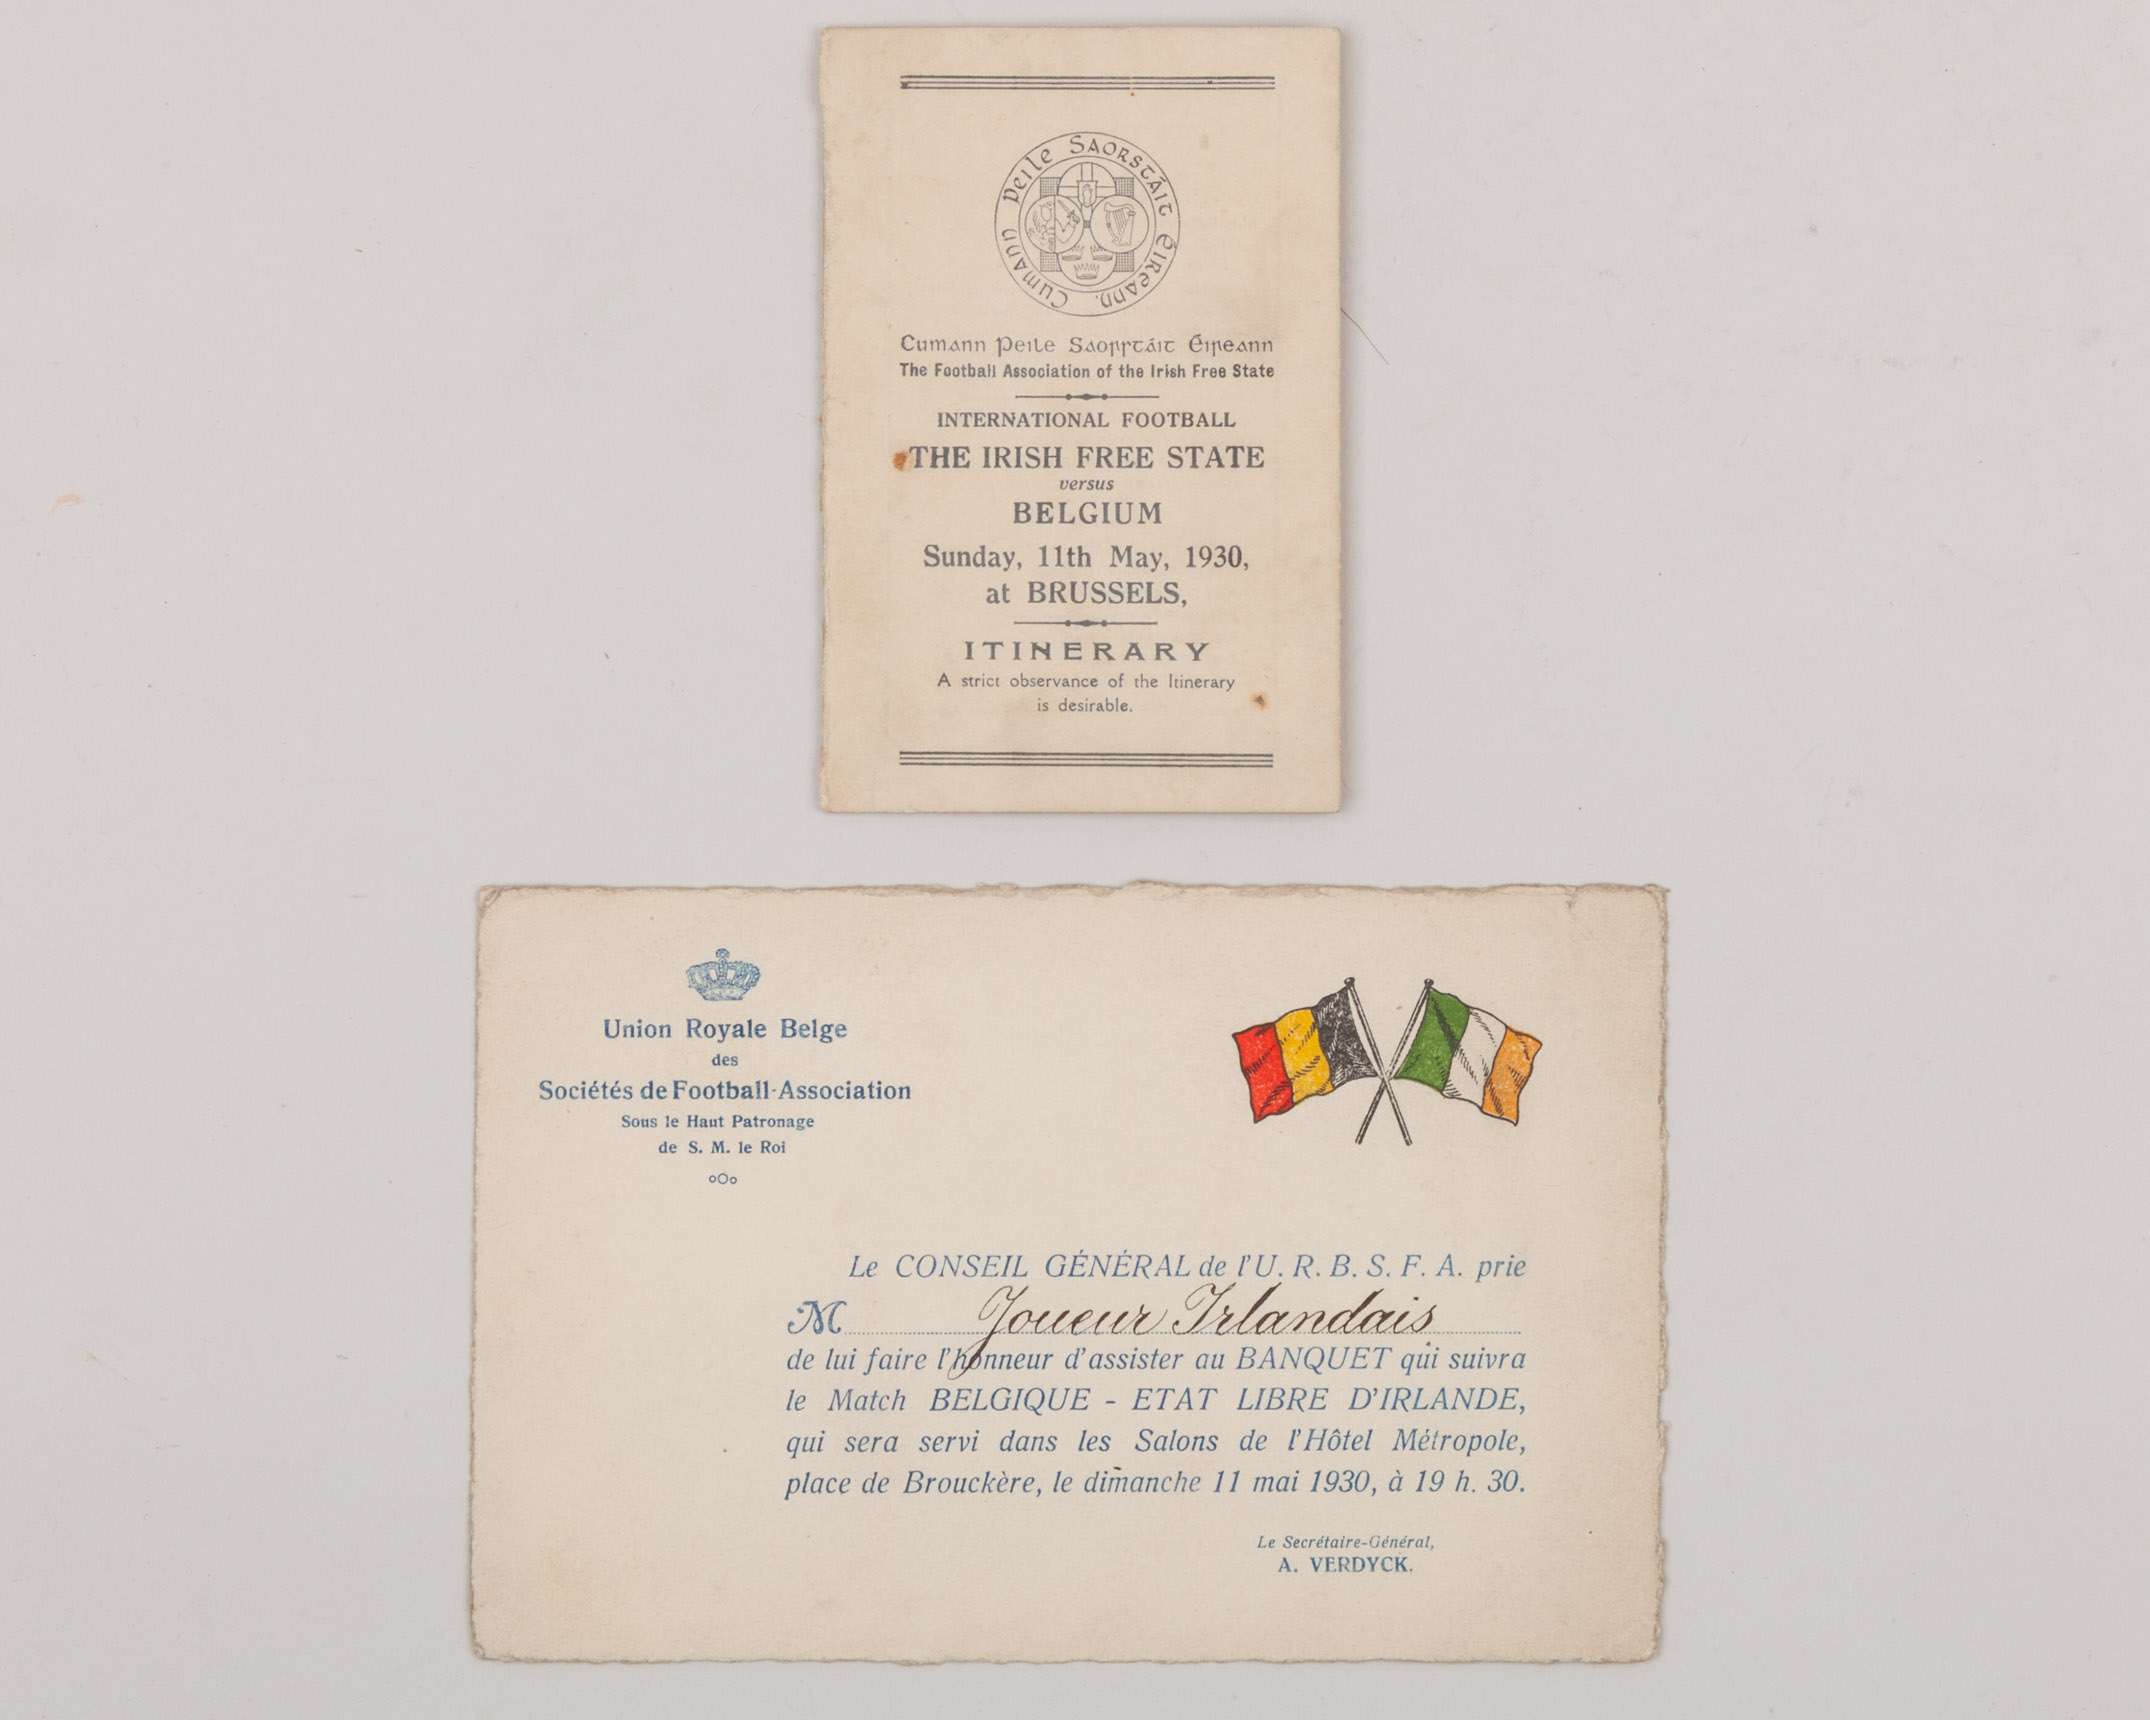 Cumann Peile Saorstáit Éireann.
Cumann Peile Saorstáit Éireann
The Football Association of the Irish Free State
INTERNATIONAL FOOTBALL
THE IRISH FREE STATE
versus
BELGIUM
Sunday, 11th May, 1930,
at BRUSSELS,
ITINERARY
A strict observance of the Itinerary
is desirable.
Union Royale Belge
des
Sociétés de Football-Association
Sous le Haut Patronage
de S. M. le Roi
Le CONSEIL GÉNÉRAL de l'U. R. B. S. F. A. prie
M Joueur Irlandais
de lui faire l'honneur d'assister au BANQUET qui suivra
le Match BELGIQUE - ETAT LIBRE D'IRLANDE,
qui sera servi dans les Salons de l'Hôtel Métropole,
place de Brouckère, le dimanche 11 mai 1930, à 19 h. 30.
Le Secrétaire-Général,
A. VERDYCK.